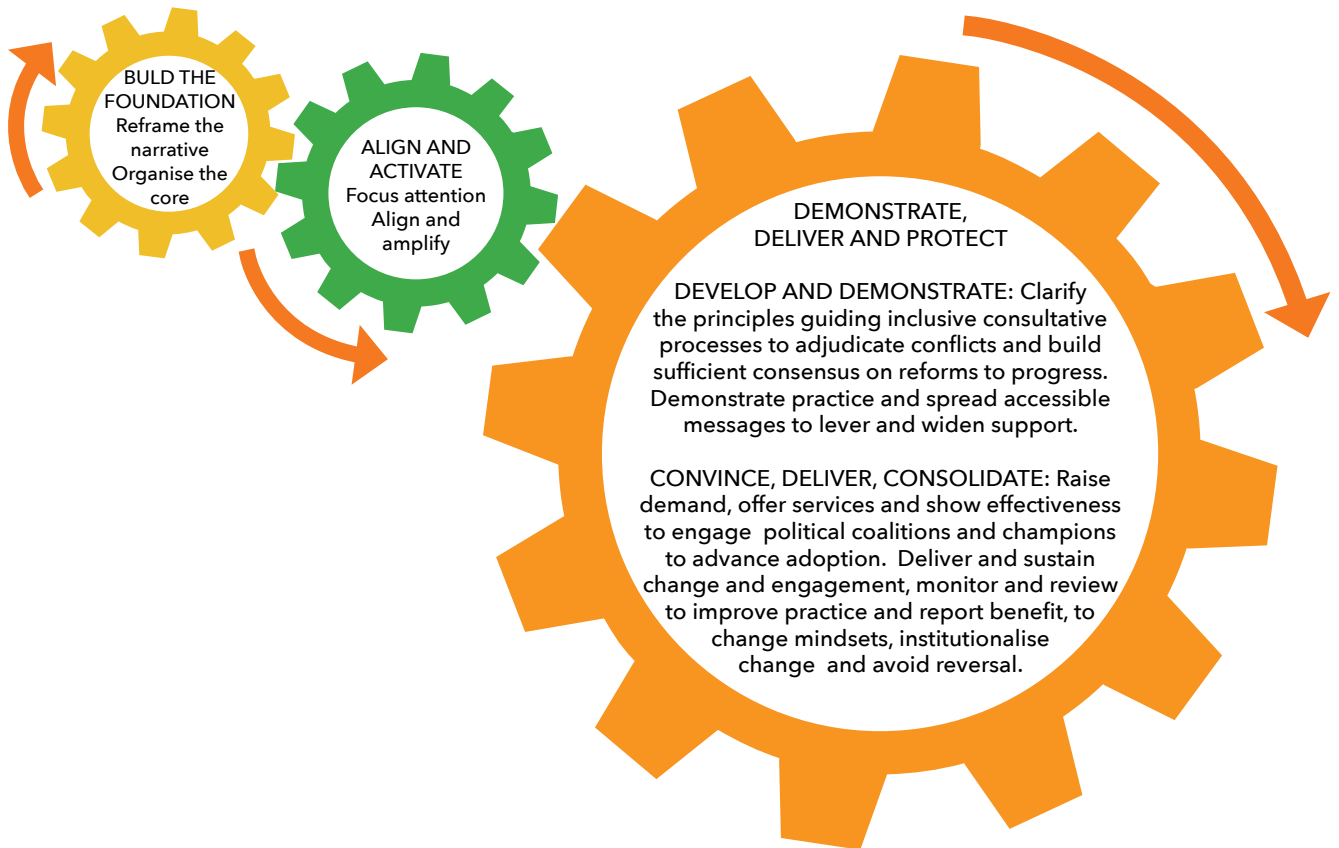 BULD THE
FOUNDATION
Reframe the
narrative
Organise the
core
ALIGN AND
ACTIVATE
Focus attention
Align and
amplify
DEMONSTRATE,
DELIVER AND PROTECT
DEVELOP AND DEMONSTRATE: Clarify
the principles guiding inclusive consultative
processes to adjudicate conflicts and build
sufficient consensus on reforms to progress.
Demonstrate practice and spread accessible
messages to lever and widen support.
CONVINCE, DELIVER, CONSOLIDATE: Raise
demand, offer services and show effectiveness
to engage  political coalitions and champions
to advance adoption.  Deliver and sustain
change and engagement, monitor and review
to improve practice and report benefit, to
change mindsets, institutionalise
change  and avoid reversal.